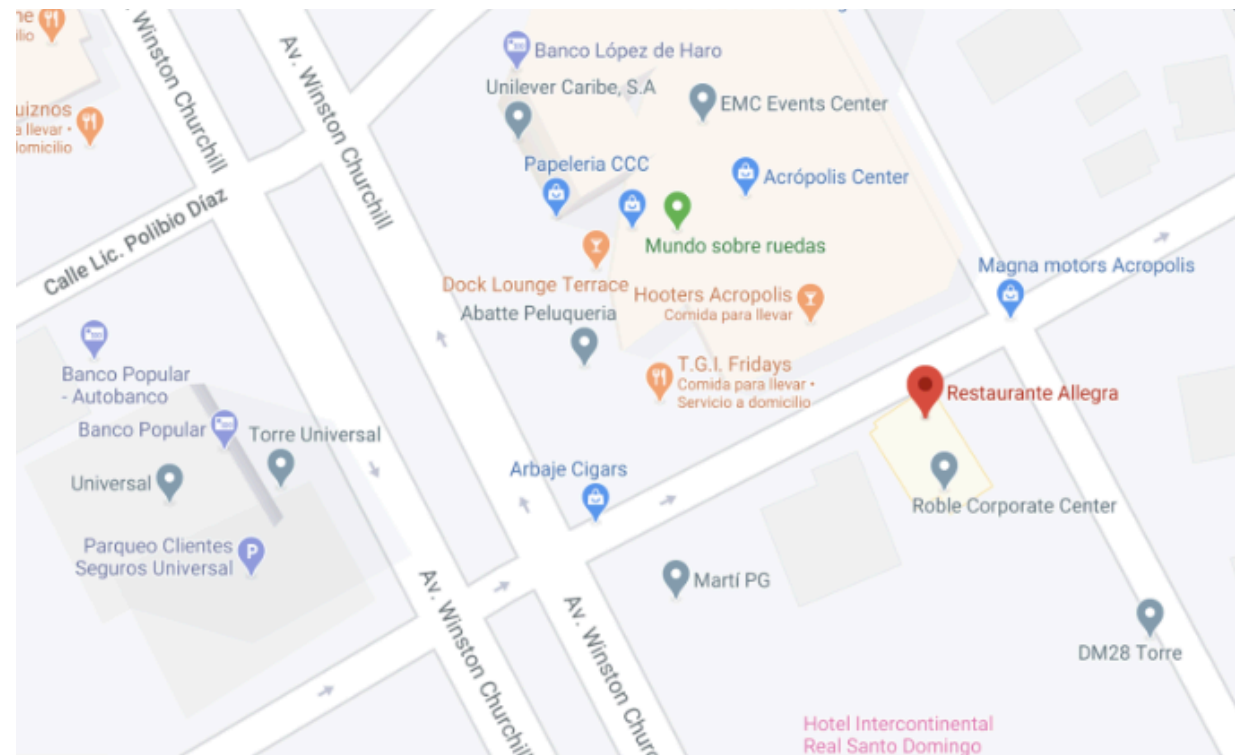 Winston Churchill
Av. Winston Churchill
Banco López de Haro
Unilever Caribe, S.A
EMC Events Center
uiznos
a llevar •
domicilio
Papeleria CCC
Acrópolis Center
Calle Lic. Polibio Díaz
Mundo sobre ruedas
Magna motors Acropolis
Dock Lounge Terrace
Hooters Acropolis
Comida para llevar
Abatte Peluqueria
T.G.I. Fridays
Comida para llevar •
Servicio a domicilio
Banco Popular
- Autobanco
Restaurante Allegra
Banco Popular
Torre Universal
Universal
Arbaje Cigars
Roble Corporate Center
Parqueo Clientes
Seguros Universal
P
Martí PG
Av. Winston Churchill
Av. Winston Churc
DM28 Torre
Hotel Intercontinental
Real Santo Domingo